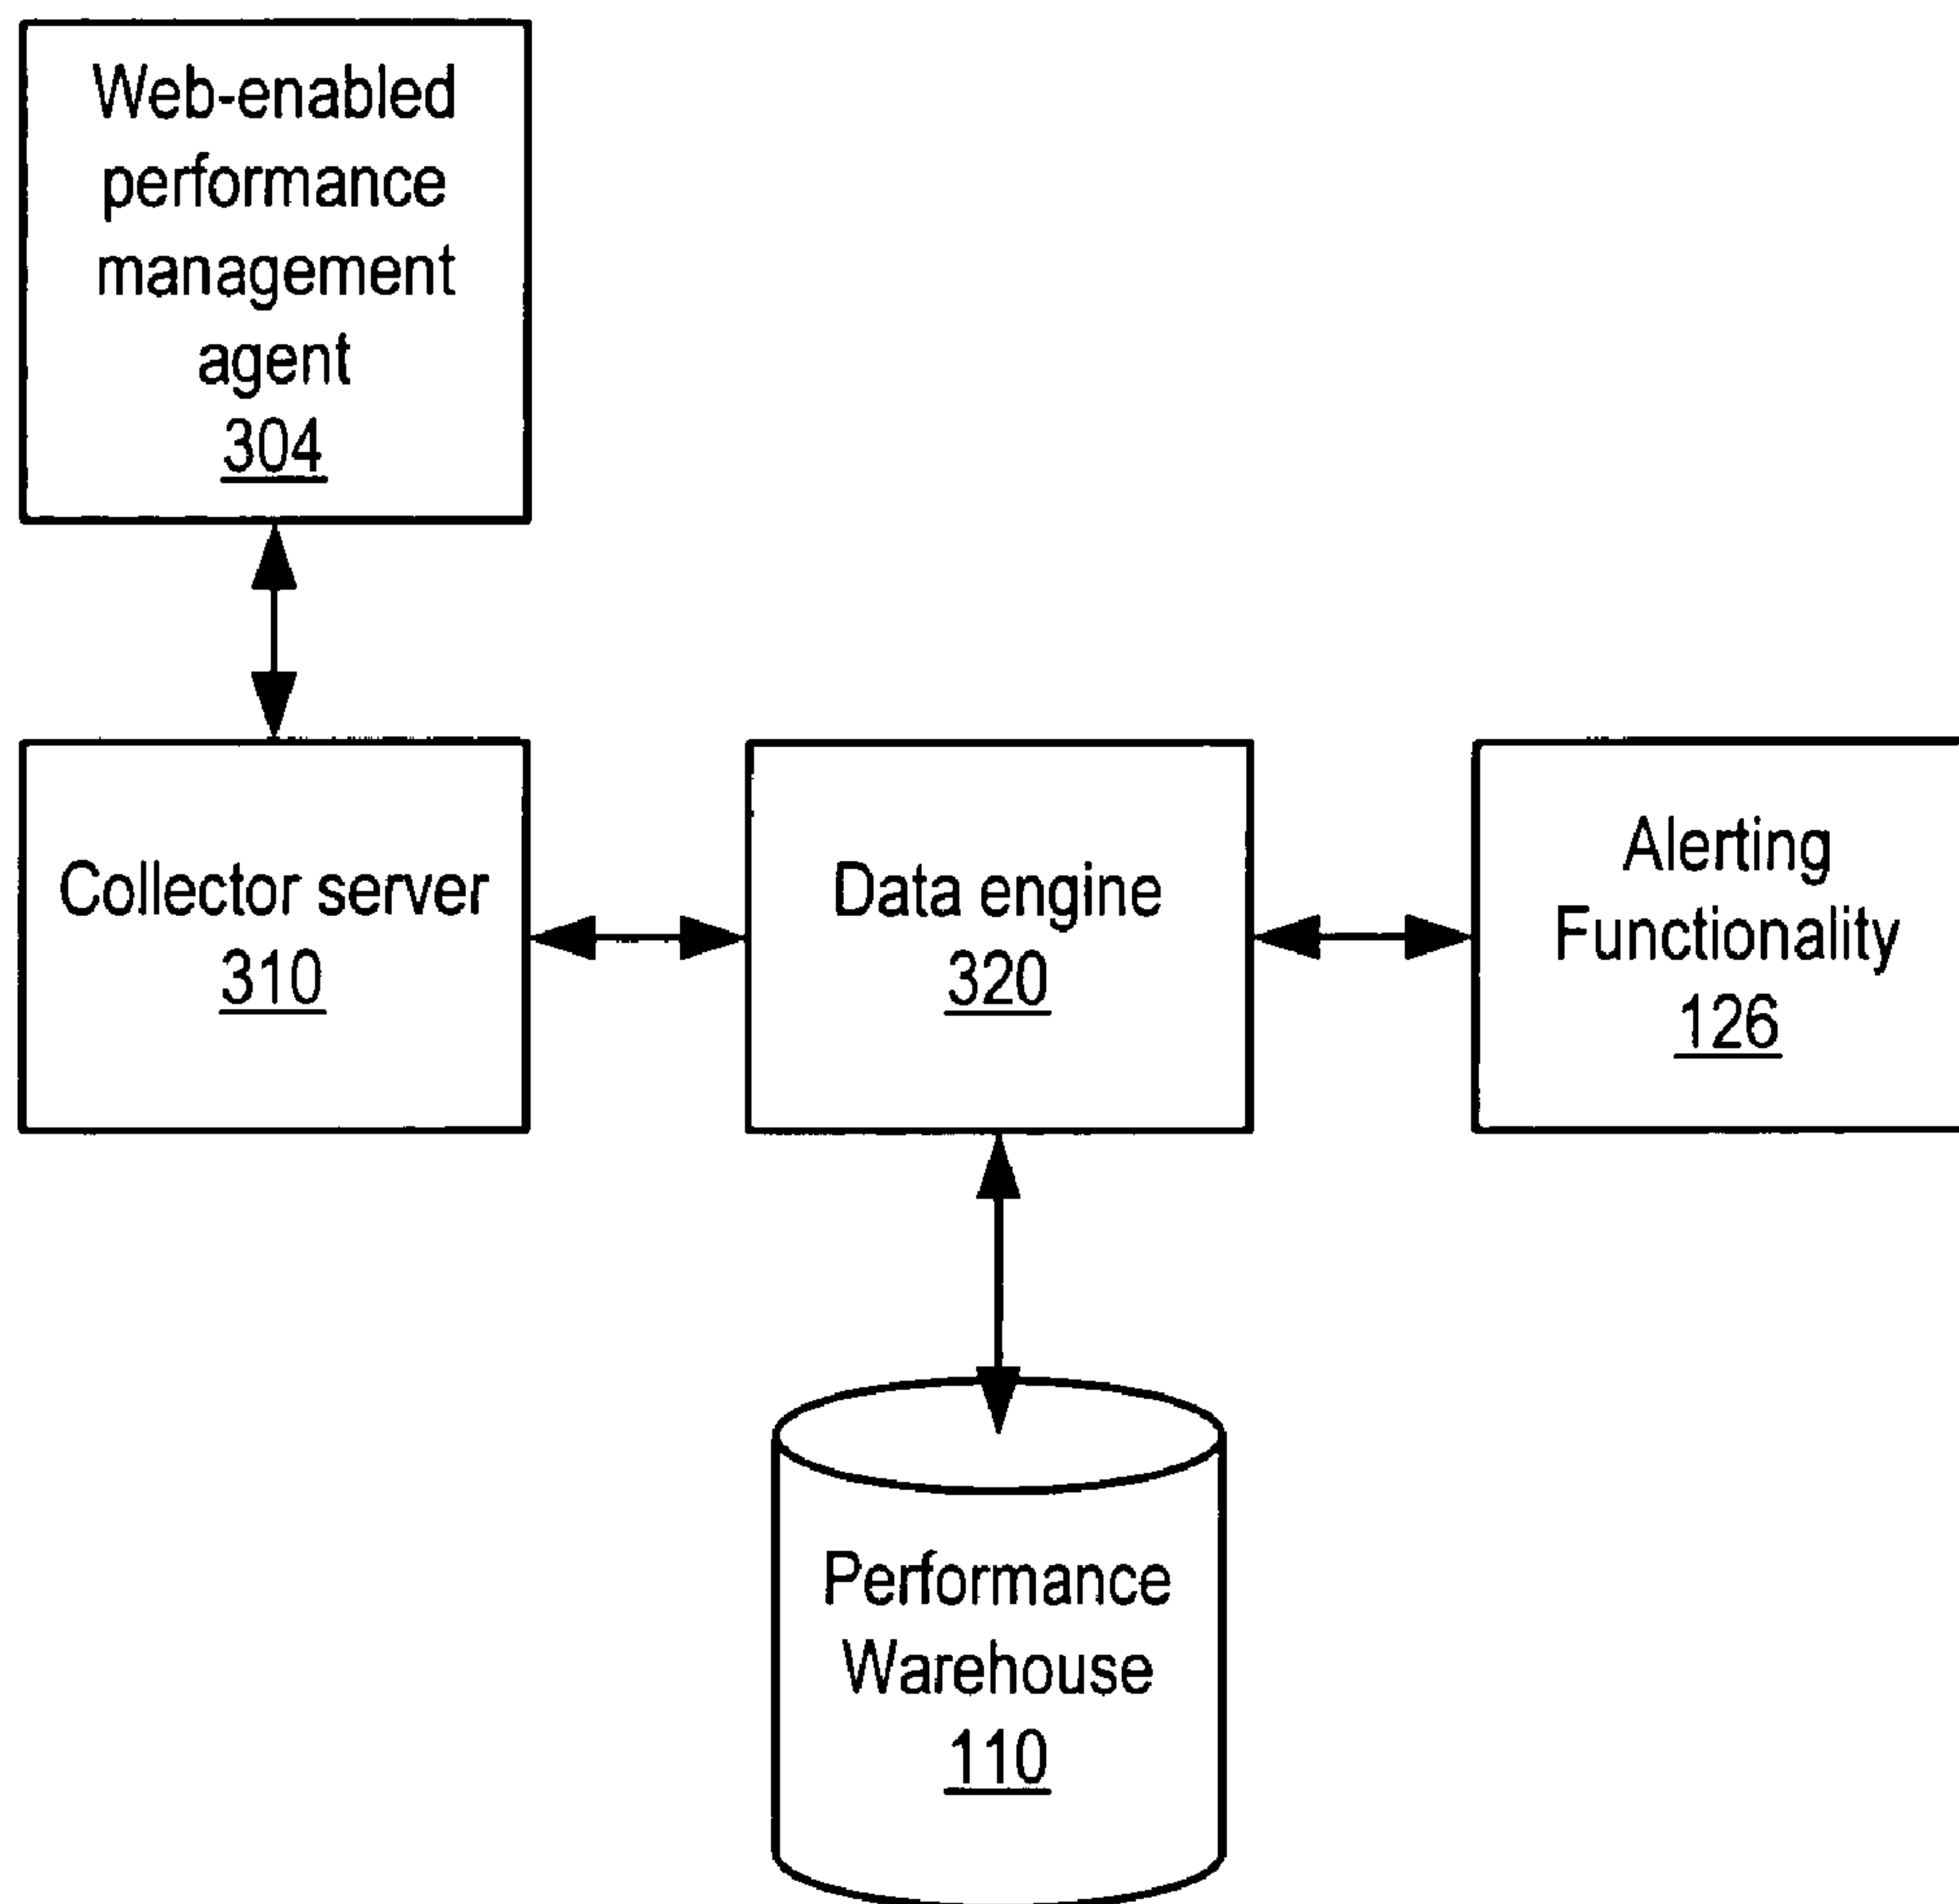 Web-enabled
performance
management
agent
304
Collector server
310
Data engine
320
Alerting
Functionality
126
Performance
Warehouse
110